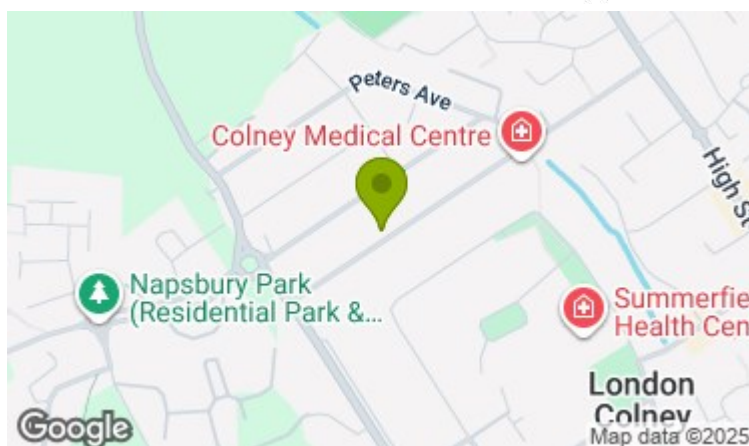 Peters Ave
Colney Medical Centre
High St
Napsbury Park
(Residential Park &...
Summerfie
Health Cen
London
Colney
Google
Map data ©2025